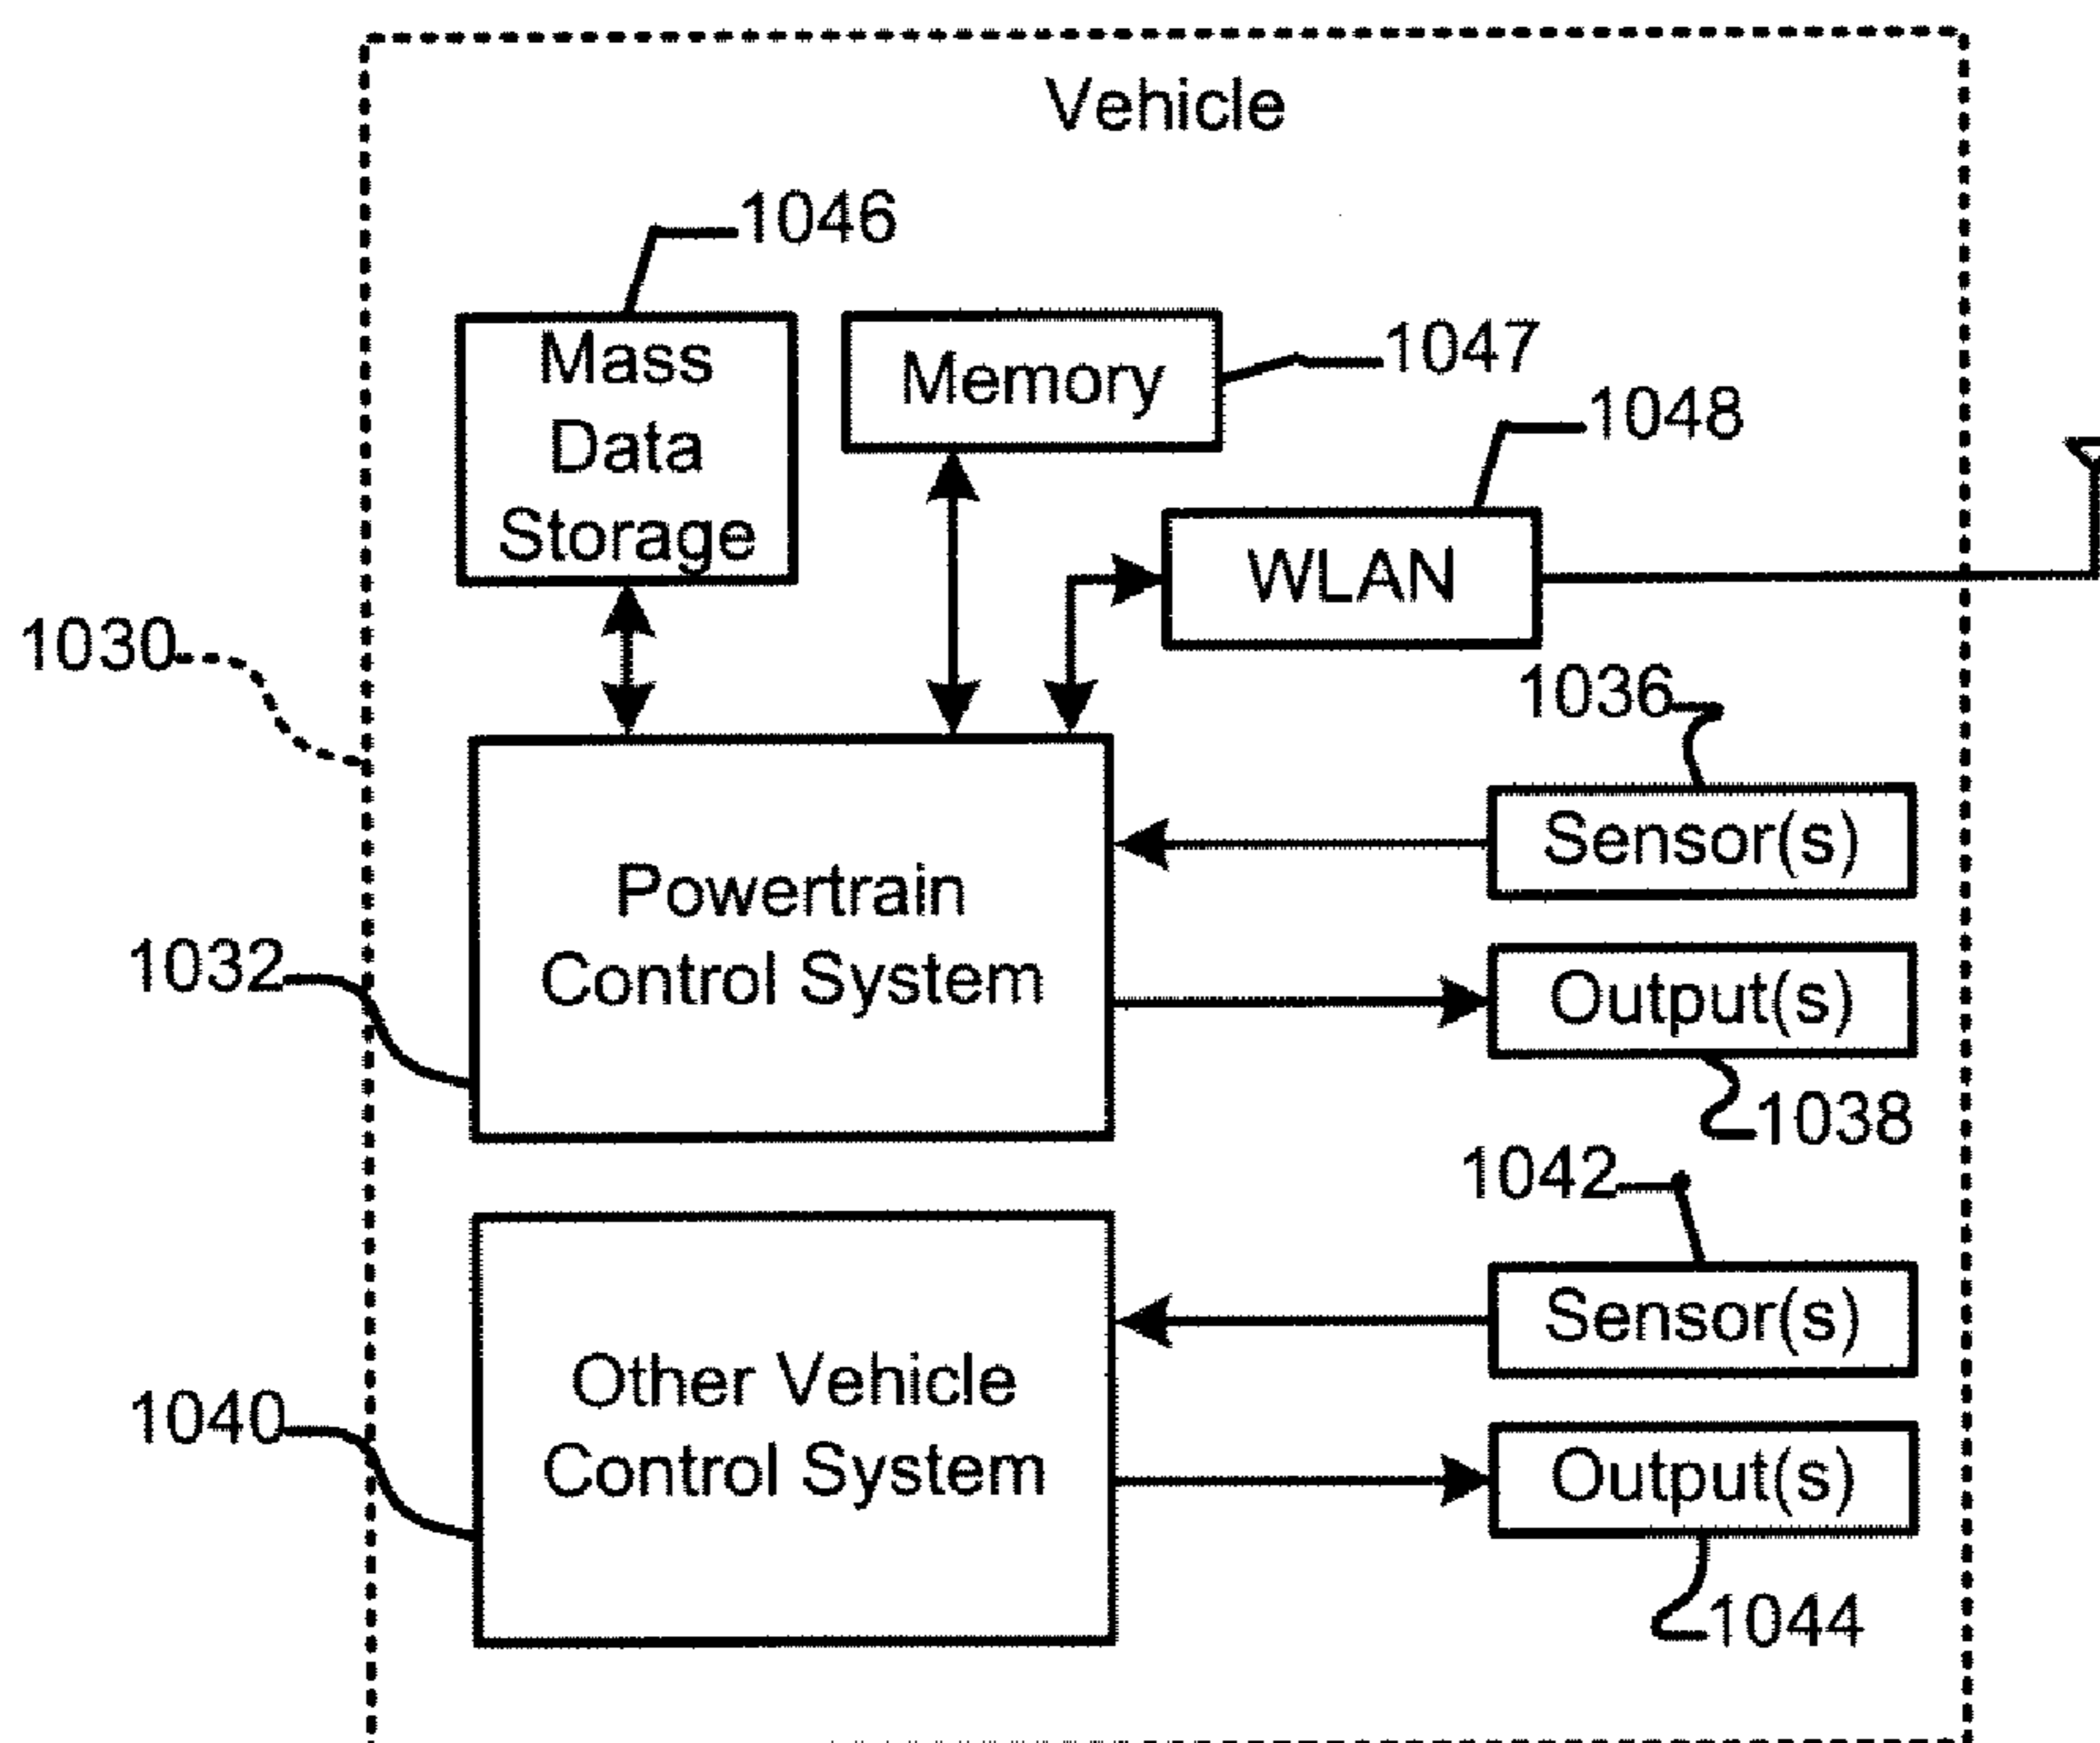 Vehicle
1046
Mass
Data
Storage
Memory
1047
1048
WLAN
1030
1036
Sensor(s)
Powertrain
Control System
1032
Output(s)
1038
1042
Sensor(s)
Other Vehicle
Control System
1040
Output(s)
1044